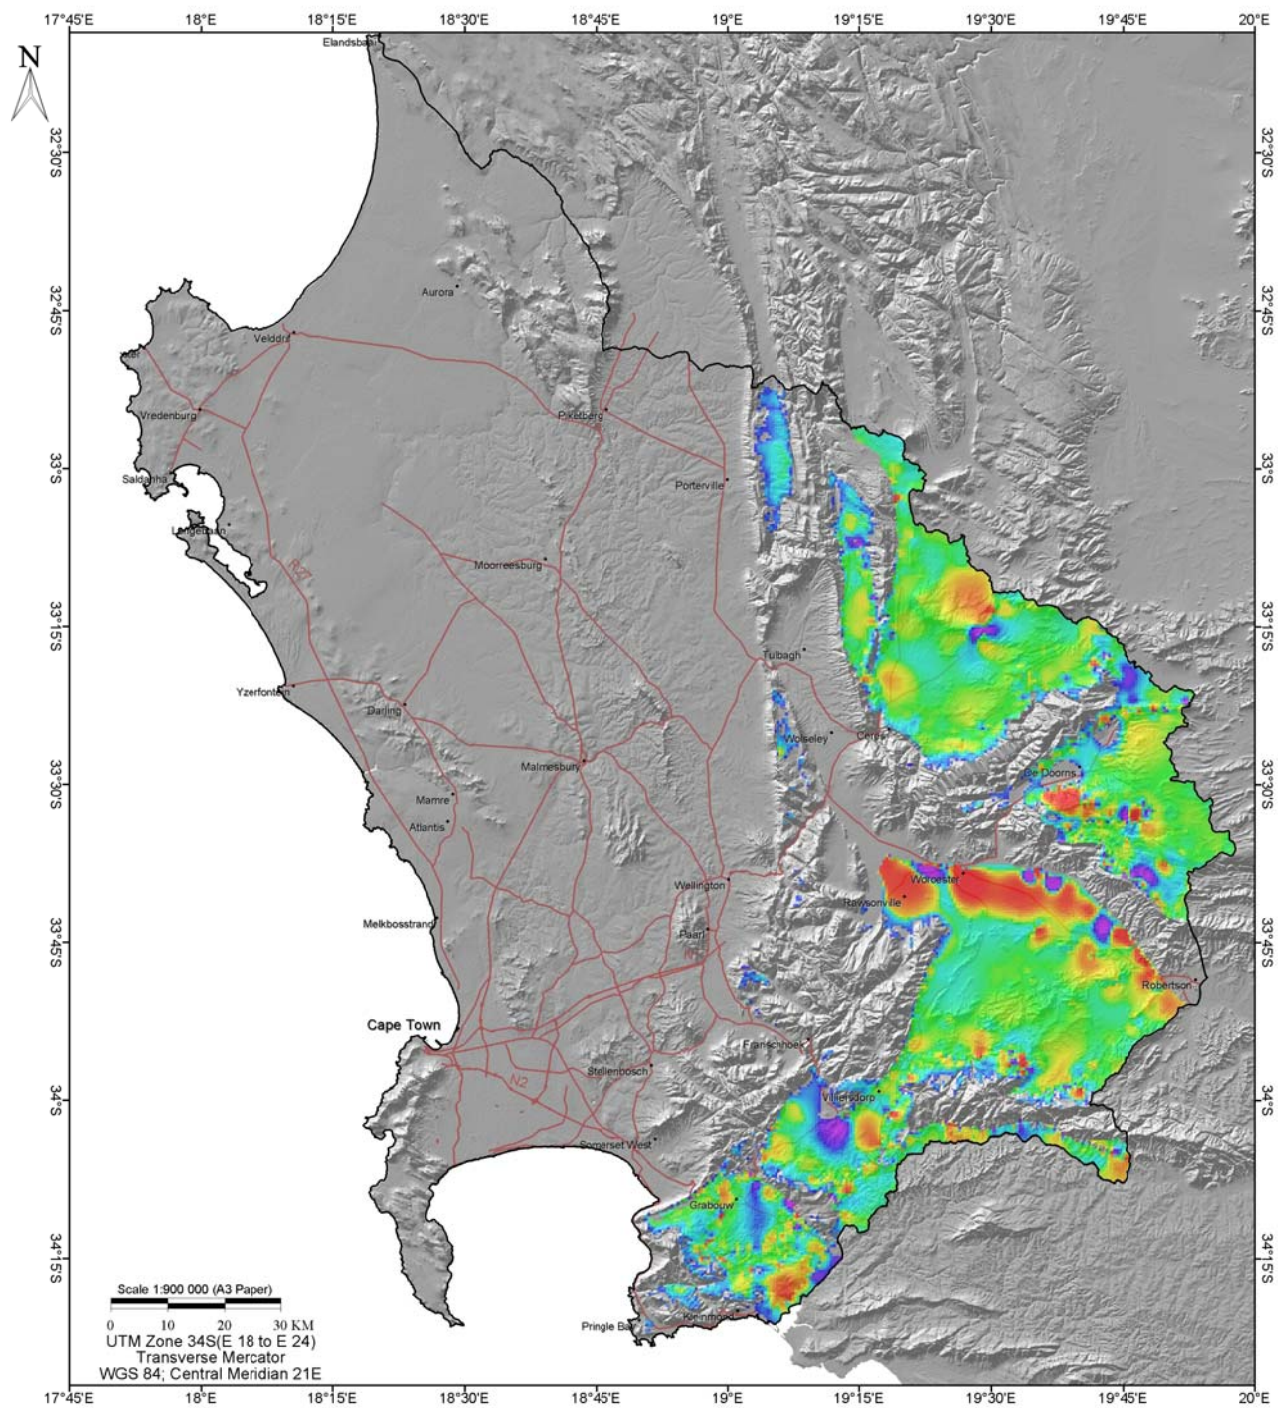 17°45'E 18°E 18°15'E 18°30'E 18°45'E 19°E 19°15'E 19°30'E 19°45'E 20°E
N
Elandsbaai
32°30'S 32°30'S
Aurora
32°45'S 32°45'S
Velddrif
Vredenburg
Piketberg
33°S 33°S
Saldanha
Porterville
Langebaan
Moorreesburg
R27
33°15'S 33°15'S
Tulbagh
Yzerfontein
Darling
Wolseley
Ceres
Malmesbury
De Doorns
33°30'S 33°30'S
Mamre
Atlantis
Wellington
Worcester
Rawsonville
Melkbosstrand
Paarl
33°45'S 33°45'S
Robertson
Cape Town
Franschhoek
Stellenbosch
N2
Villiersdorp
34°S 34°S
Somerset West
Grabouw
34°15'S 34°15'S
Scale 1:900 000 (A3 Paper)
Kleinmond
0 10 20 30 KM
Pringle Bay
UTM Zone 34S(E 18 to E 24)
Transverse Mercator
WGS 84; Central Meridian 21E
17°45'E 18°E 18°15'E 18°30'E 18°45'E 19°E 19°15'E 19°30'E 19°45'E 20°E